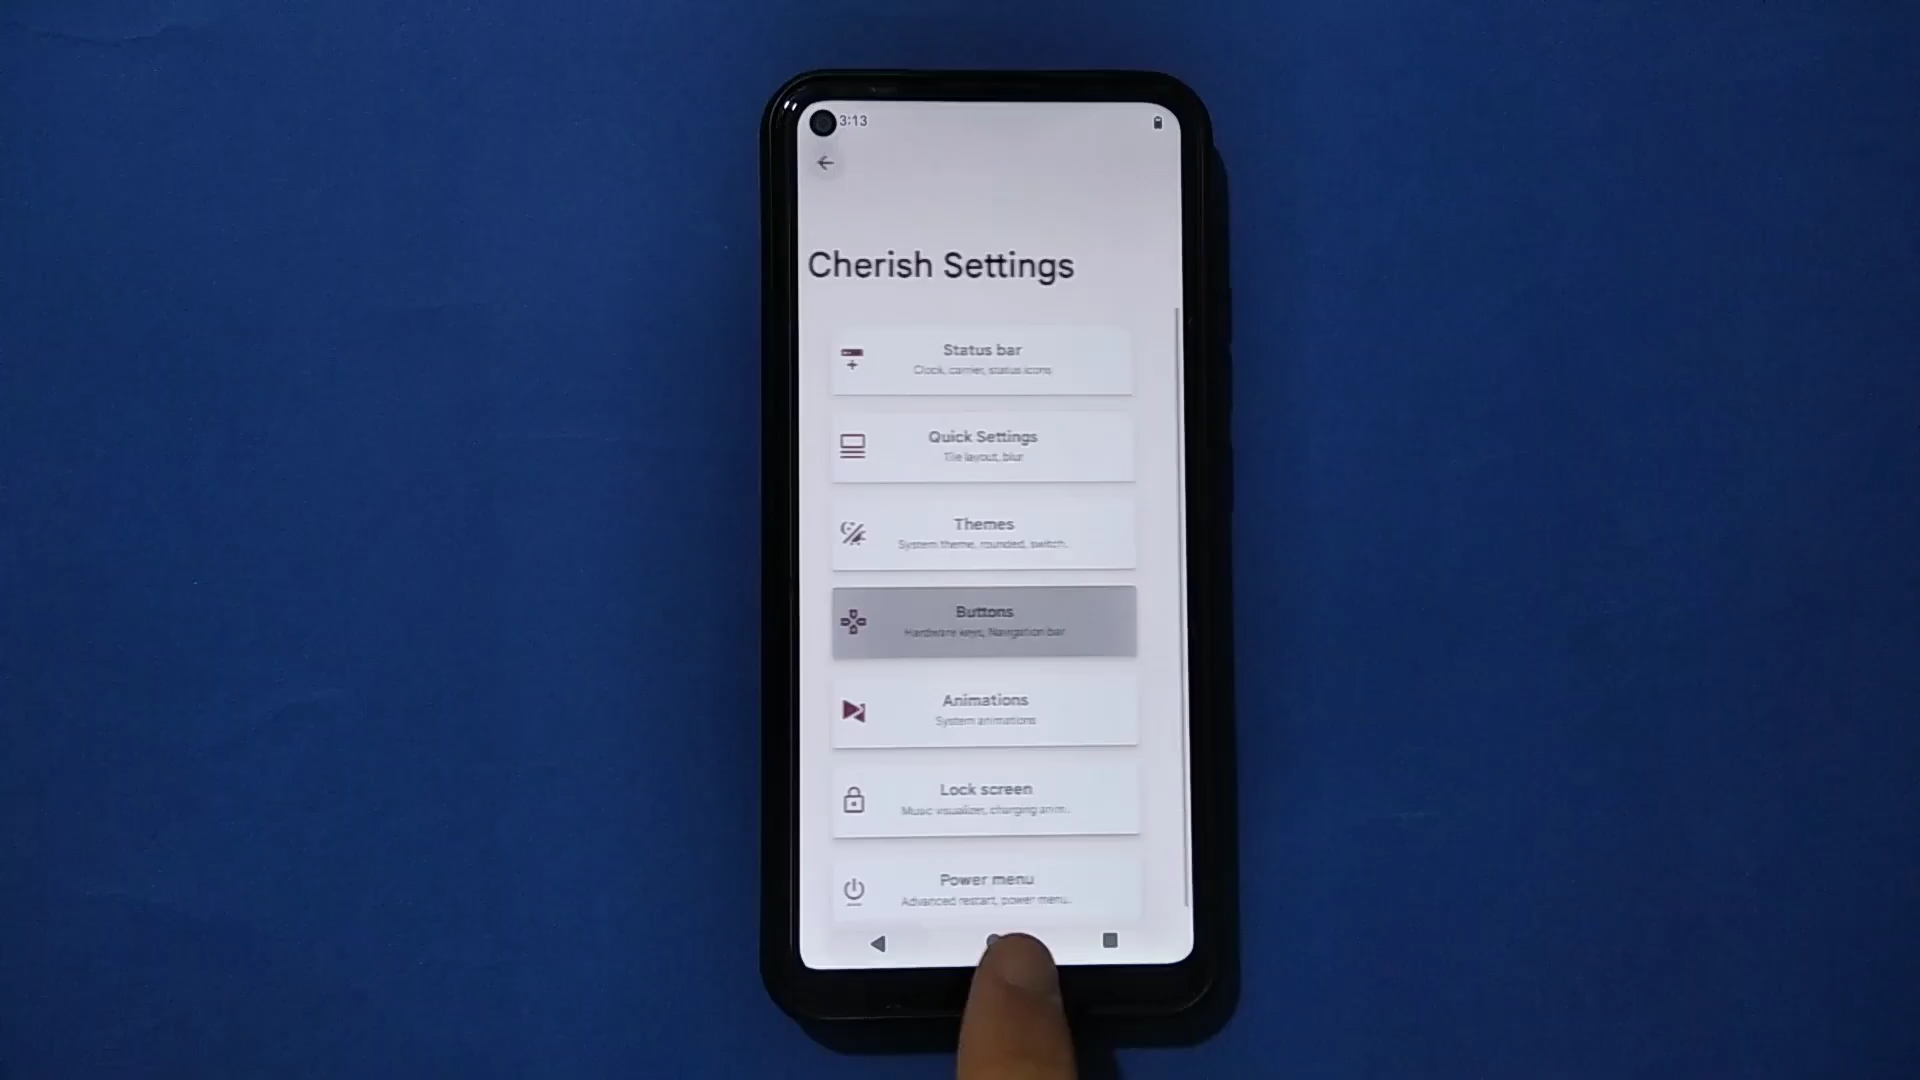 3:13
Cherish Settings
Status bar
Clock, carrier, status icons
Quick Settings
Tile layout, blur
Themes
System theme, rounded, switch.
Buttons
Hardware keys, Navigation bar
Animations
System animations
Lock screen
Music visualizer, charging anim..
Power menu
Advanced restart, power menu..